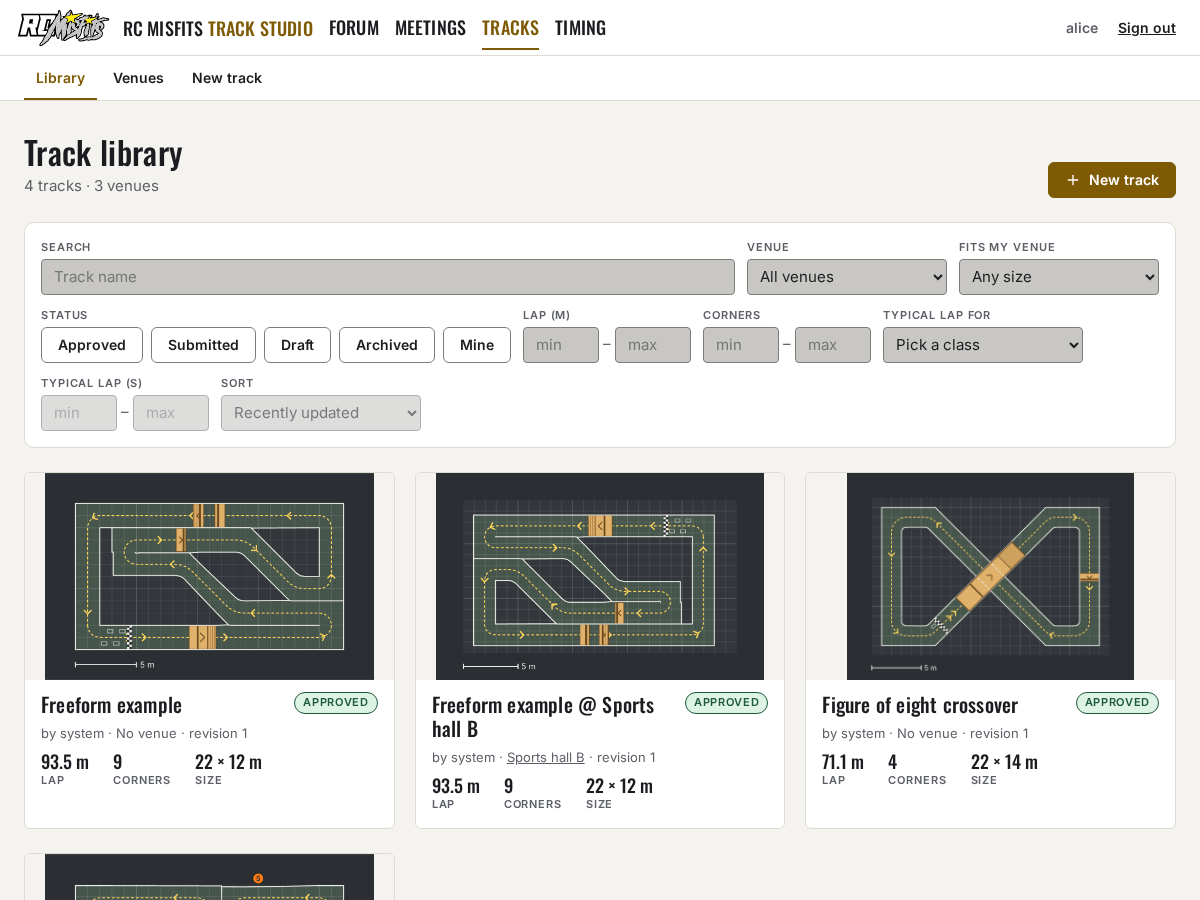 RC Misfits
RC MISFITS TRACK STUDIO FORUM MEETINGS TRACKS TIMING alice Sign out
Library Venues New track
Track library
4 tracks · 3 venues
+ New track
SEARCH VENUE FITS MY VENUE
Track name All venues Any size
STATUS LAP (M) CORNERS TYPICAL LAP FOR
Approved Submitted Draft Archived Mine min – max min – max Pick a class
TYPICAL LAP (S) SORT
min – max Recently updated
5 m
5 m
5 m
Freeform example APPROVED
by system · No venue · revision 1
93.5 m 9 22 × 12 m
LAP CORNERS SIZE
Freeform example @ Sports hall B APPROVED
by system · Sports hall B · revision 1
93.5 m 9 22 × 12 m
LAP CORNERS SIZE
Figure of eight crossover APPROVED
by system · No venue · revision 1
71.1 m 4 22 × 14 m
LAP CORNERS SIZE
5